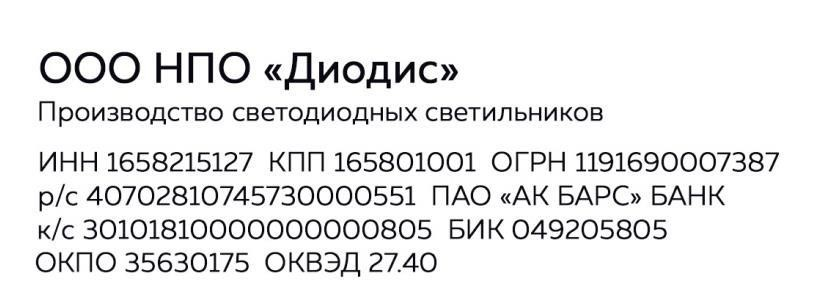 ООО НПО «Диодис»
Производство светодиодных светильников
ИНН 1658215127 КПП 165801001 ОГРН 1191690007387
р/с 40702810745730000551 ПАО «АК БАРС» БАНК
к/с 30101810000000000805 БИК 049205805
ОКПО 35630175 ОКВЭД 27.40